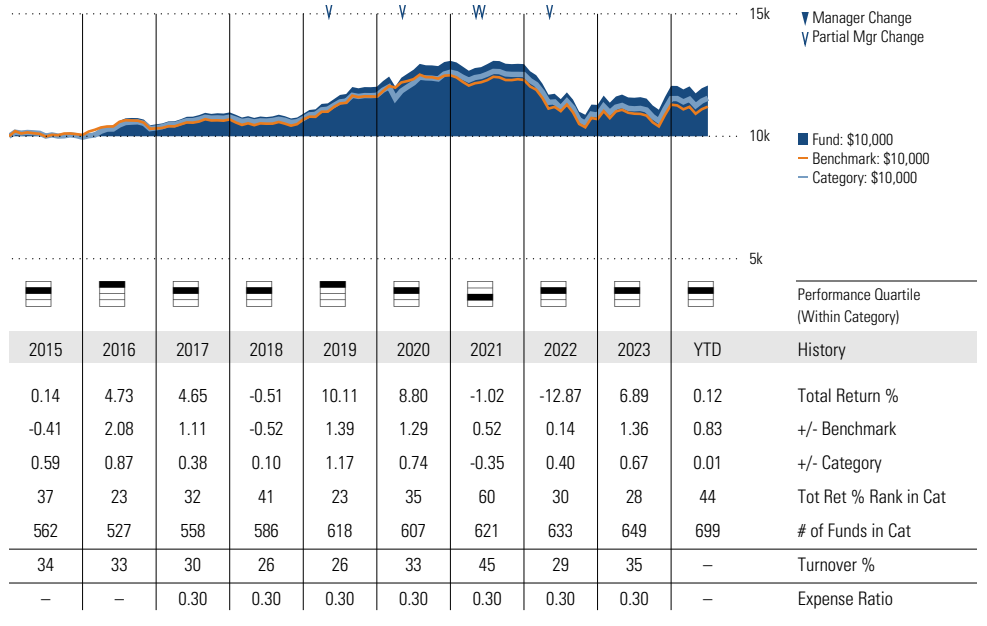 15k
Manager Change
Partial Mgr Change
10k
Fund: $10,000
Benchmark: $10,000
Category: $10,000
5k
Performance Quartile
(Within Category)
2015 2016 2017 2018 2019 2020 2021 2022 2023 YTD History
0.14 4.73 4.65 -0.51 10.11 8.80 -1.02 -12.87 6.89 0.12 Total Return %
-0.41 2.08 1.11 -0.52 1.39 1.29 0.52 0.14 1.36 0.83 +/- Benchmark
0.59 0.87 0.38 0.10 1.17 0.74 -0.35 0.40 0.67 0.01 +/- Category
37 23 32 41 23 35 60 30 28 44 Tot Ret % Rank in Cat
562 527 558 586 618 607 621 633 649 699 # of Funds in Cat
34 33 30 26 26 33 45 29 35 – Turnover %
– – 0.30 0.30 0.30 0.30 0.30 0.30 0.30 – Expense Ratio